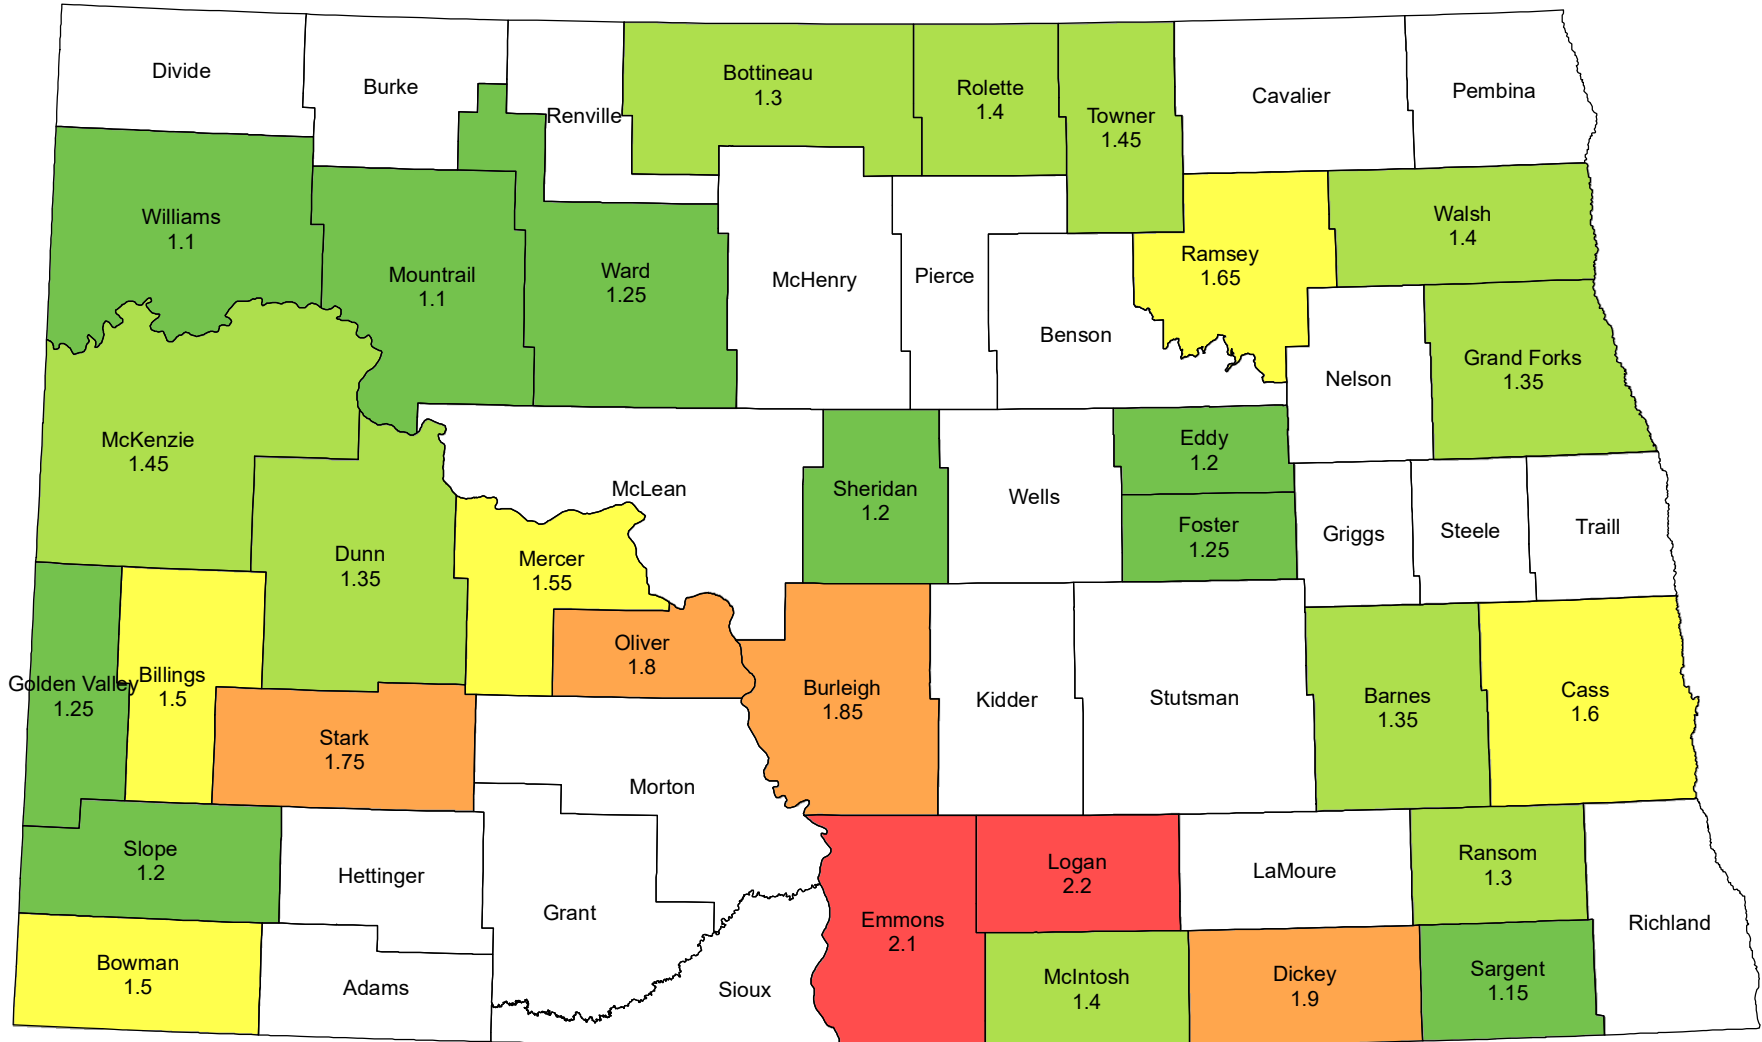 Divide
Burke
Renville
Bottineau
1.3
Rolette
1.4
Towner
1.45
Cavalier
Pembina
Williams
1.1
Mountrail
1.1
Ward
1.25
McHenry
Pierce
Benson
Ramsey
1.65
Walsh
1.4
Nelson
Grand Forks
1.35
McKenzie
1.45
Dunn
1.35
McLean
Mercer
1.55
Sheridan
1.2
Wells
Eddy
1.2
Foster
1.25
Griggs
Steele
Traill
Golden Valley
1.25
Billings
1.5
Stark
1.75
Oliver
1.8
Burleigh
1.85
Kidder
Stutsman
Barnes
1.35
Cass
1.6
Morton
Slope
1.2
Hettinger
Grant
Bowman
1.5
Adams
Sioux
Emmons
2.1
Logan
2.2
McIntosh
1.4
LaMoure
Dickey
1.9
Ransom
1.3
Sargent
1.15
Richland